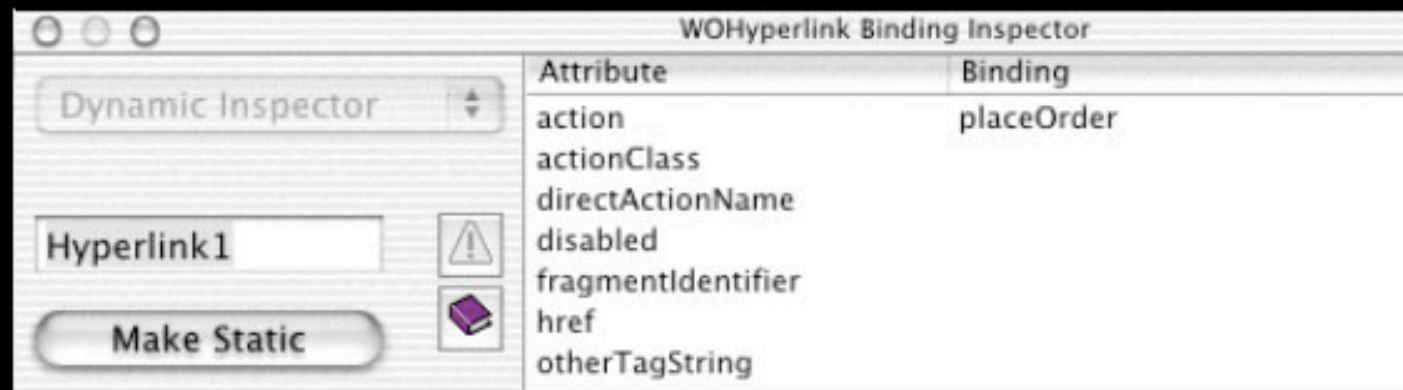 WOHyperlink Binding Inspector
Dynamic Inspector
Hyperlink1
Make Static
Attribute Binding
action placeOrder
actionClass
directActionName
disabled
fragmentIdentifier
href
otherTagString